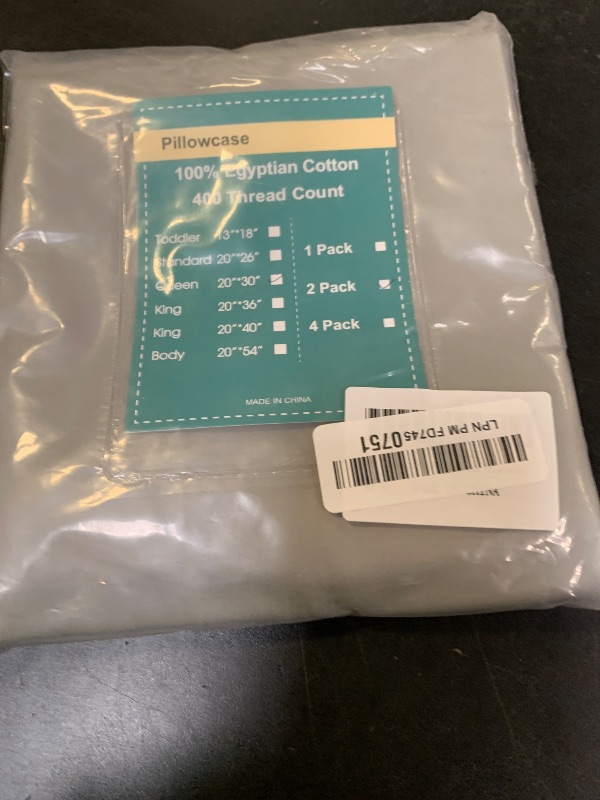 Pillowcase
100% Egyptian Cotton
400 Thread Count
Toddler 13"*18"
Standard 20"*26"
Queen 20"*30"
King 20"*36"
King 20"*40"
Body 20"*54"
1 Pack
2 Pack
4 Pack
MADE IN CHINA
LPN PM FD7450751